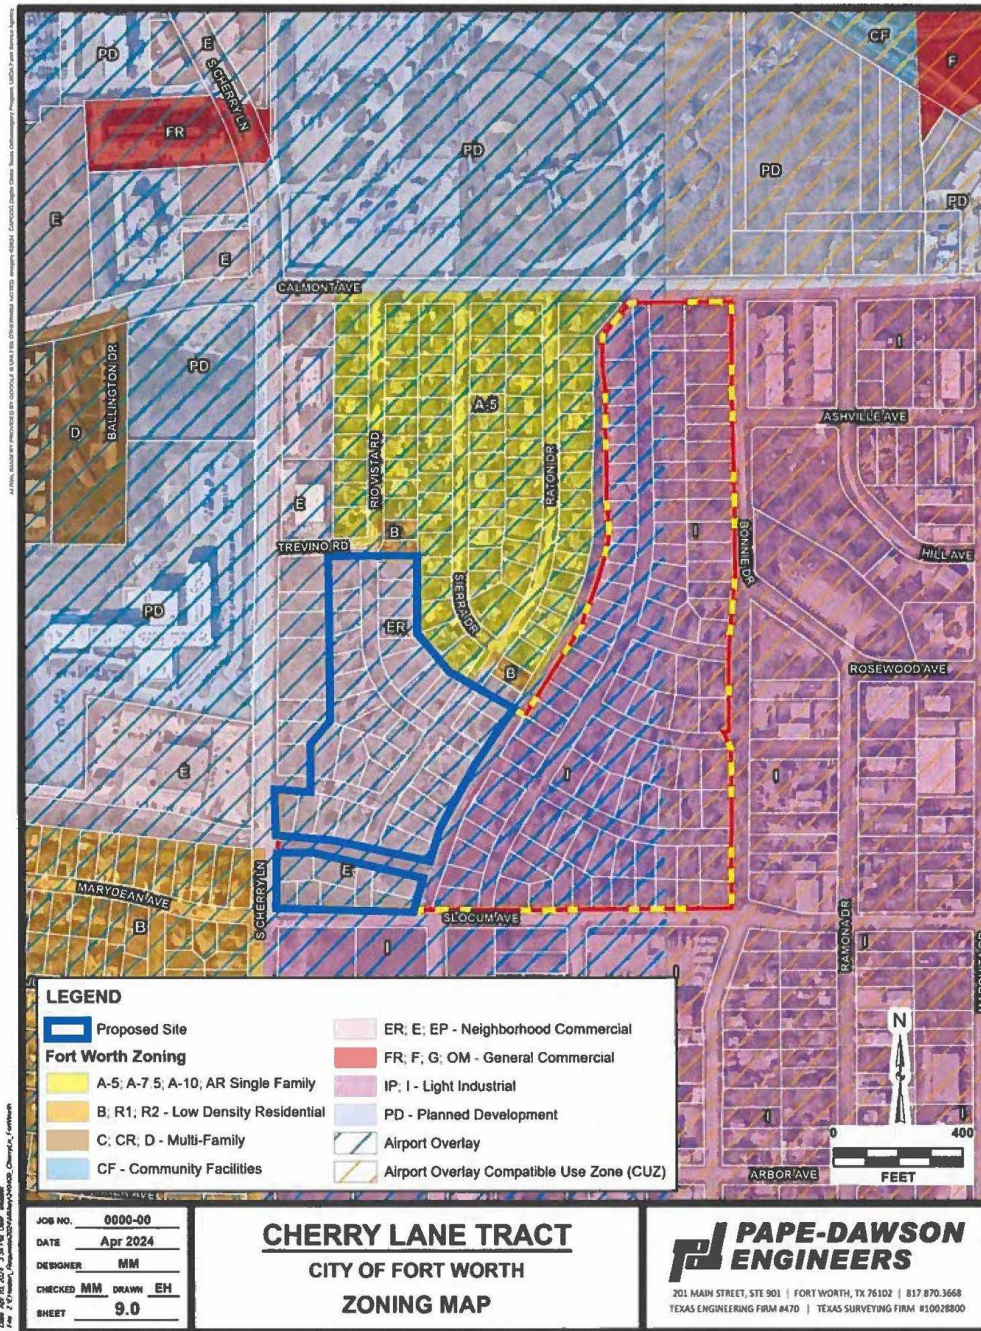 PD
E
S CHERRY LN
CF
F
FR
PD
PD
PD
E
E
CALMONT AVE
BALLINGTON DR
PD
D
A-5
I
ASHVILLE AVE
RIO VISTA RD
RATON DR
E
B
I
TREVINO RD
BONNIE DR
HILL AVE
SIERRA DR
PD
ER
B
ROSEWOOD AVE
E
I
I
MARYDEAN AVE
S CHERRY LN
E
B
SLOCUM AVE
I
RAMONA DR
I
I
I
I
ARBOR AVE
N
0 400
FEET
LEGEND
Proposed Site
Fort Worth Zoning
A-5; A-7.5; A-10; AR Single Family
B; R1; R2 - Low Density Residential
C; CR; D - Multi-Family
CF - Community Facilities
ER; E; EP - Neighborhood Commercial
FR; F; G; OM - General Commercial
IP; I - Light Industrial
PD - Planned Development
Airport Overlay
Airport Overlay Compatible Use Zone (CUZ)
JOB NO. 0000-00
DATE Apr 2024
DESIGNER MM
CHECKED MM DRAWN EH
SHEET 9.0
CHERRY LANE TRACT
CITY OF FORT WORTH
ZONING MAP
PAPE-DAWSON
ENGINEERS
201 MAIN STREET, STE 901 | FORT WORTH, TX 76102 | 817.870.3668
TEXAS ENGINEERING FIRM #470 | TEXAS SURVEYING FIRM #10028800